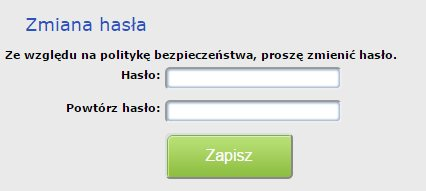 Zmiana hasła
Ze względu na politykę bezpieczeństwa, proszę zmienić hasło.
Hasło:
Powtórz hasło:
Zapisz